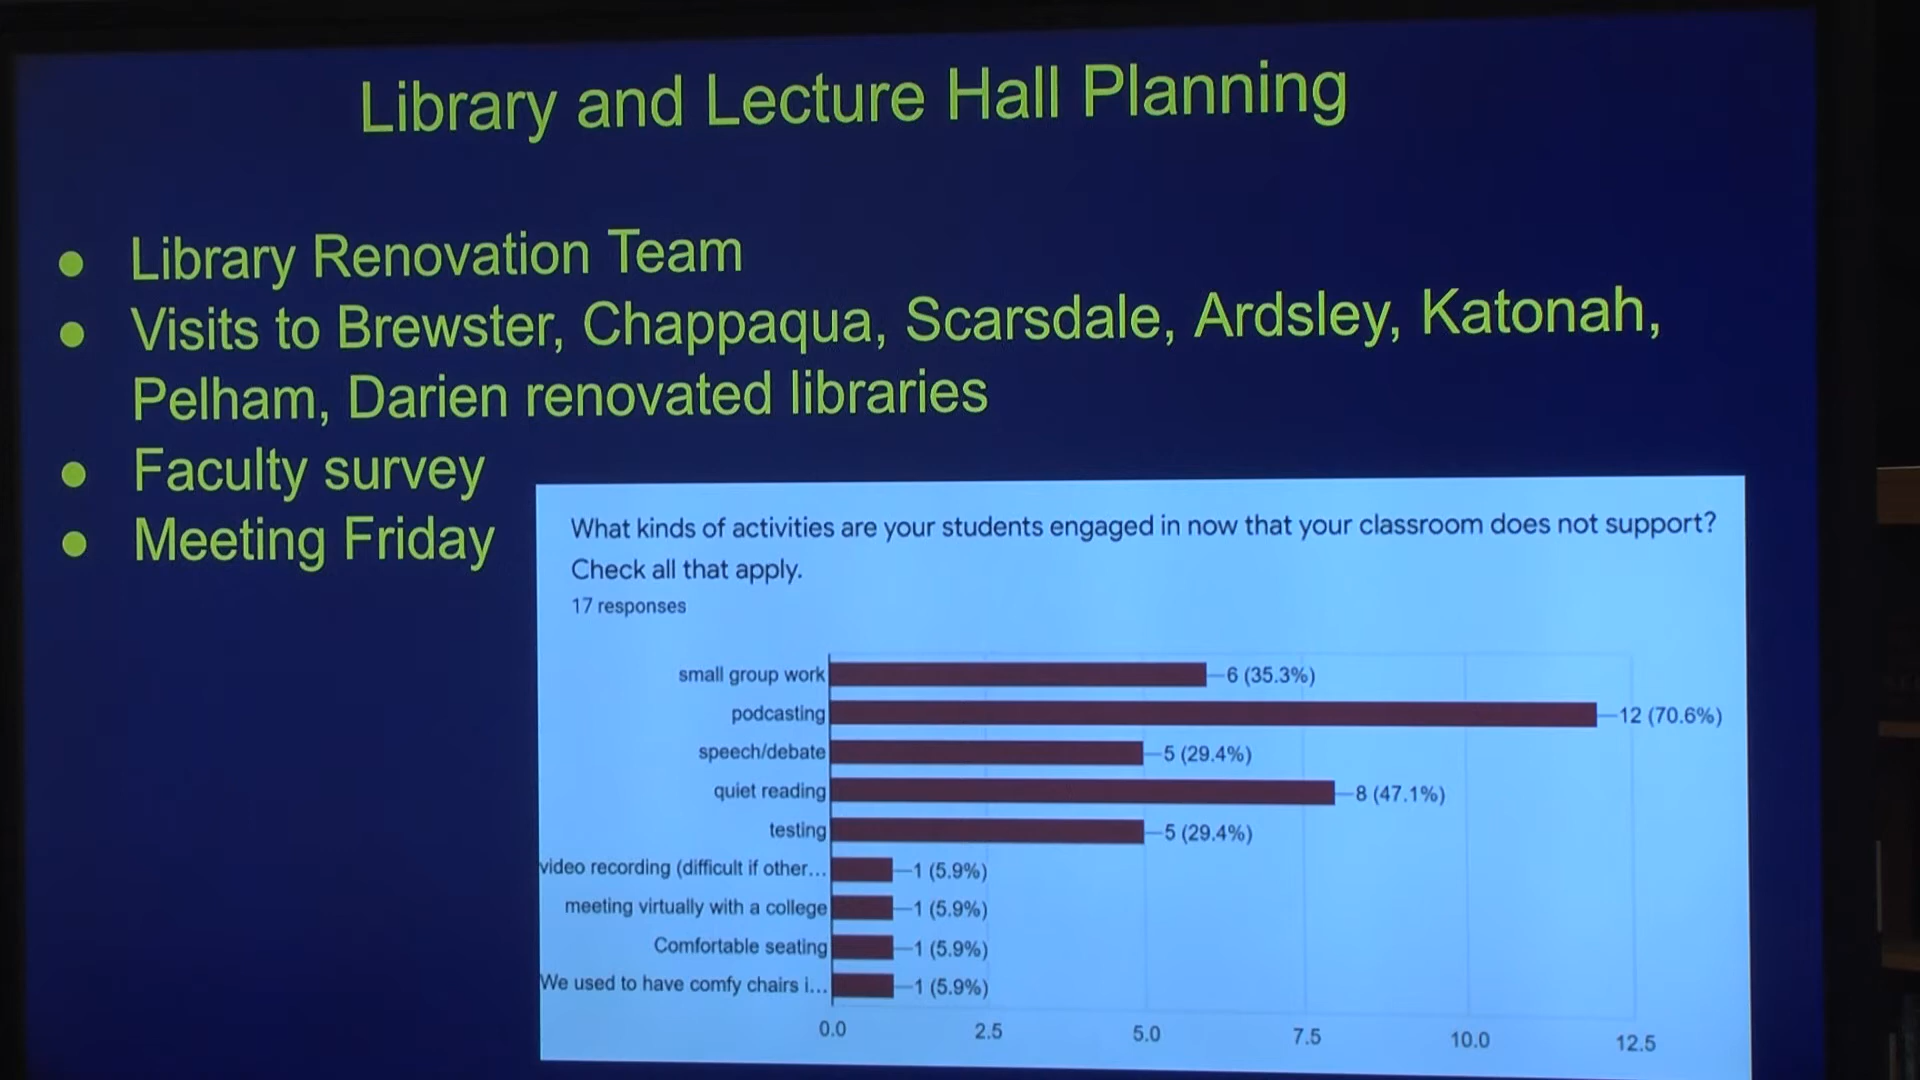 Library and Lecture Hall Planning
● Library Renovation Team
● Visits to Brewster, Chappaqua, Scarsdale, Ardsley, Katonah,
Pelham, Darien renovated libraries
● Faculty survey
● Meeting Friday
What kinds of activities are your students engaged in now that your classroom does not support?
Check all that apply.
17 responses
small group work 6 (35.3%)
podcasting 12 (70.6%)
speech/debate 5 (29.4%)
quiet reading 8 (47.1%)
testing 5 (29.4%)
video recording (difficult if other... 1 (5.9%)
meeting virtually with a college 1 (5.9%)
Comfortable seating 1 (5.9%)
We used to have comfy chairs i... 1 (5.9%)
0.0 2.5 5.0 7.5 10.0 12.5